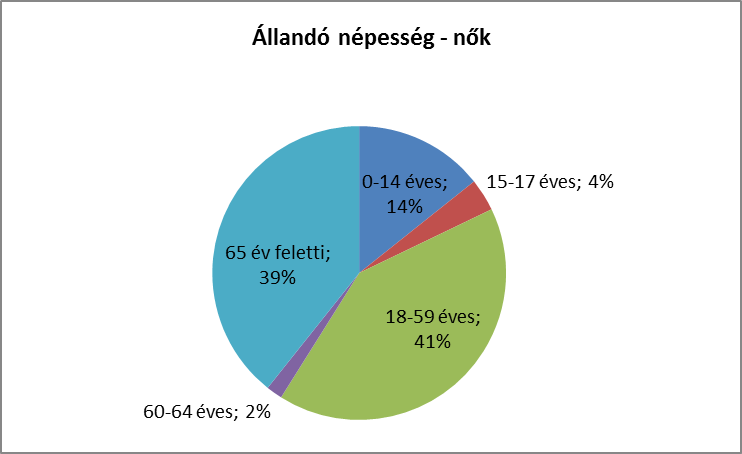 Állandó népesség - nők
0-14 éves;
14%
15-17 éves; 4%
65 év feletti;
39%
18-59 éves;
41%
60-64 éves; 2%